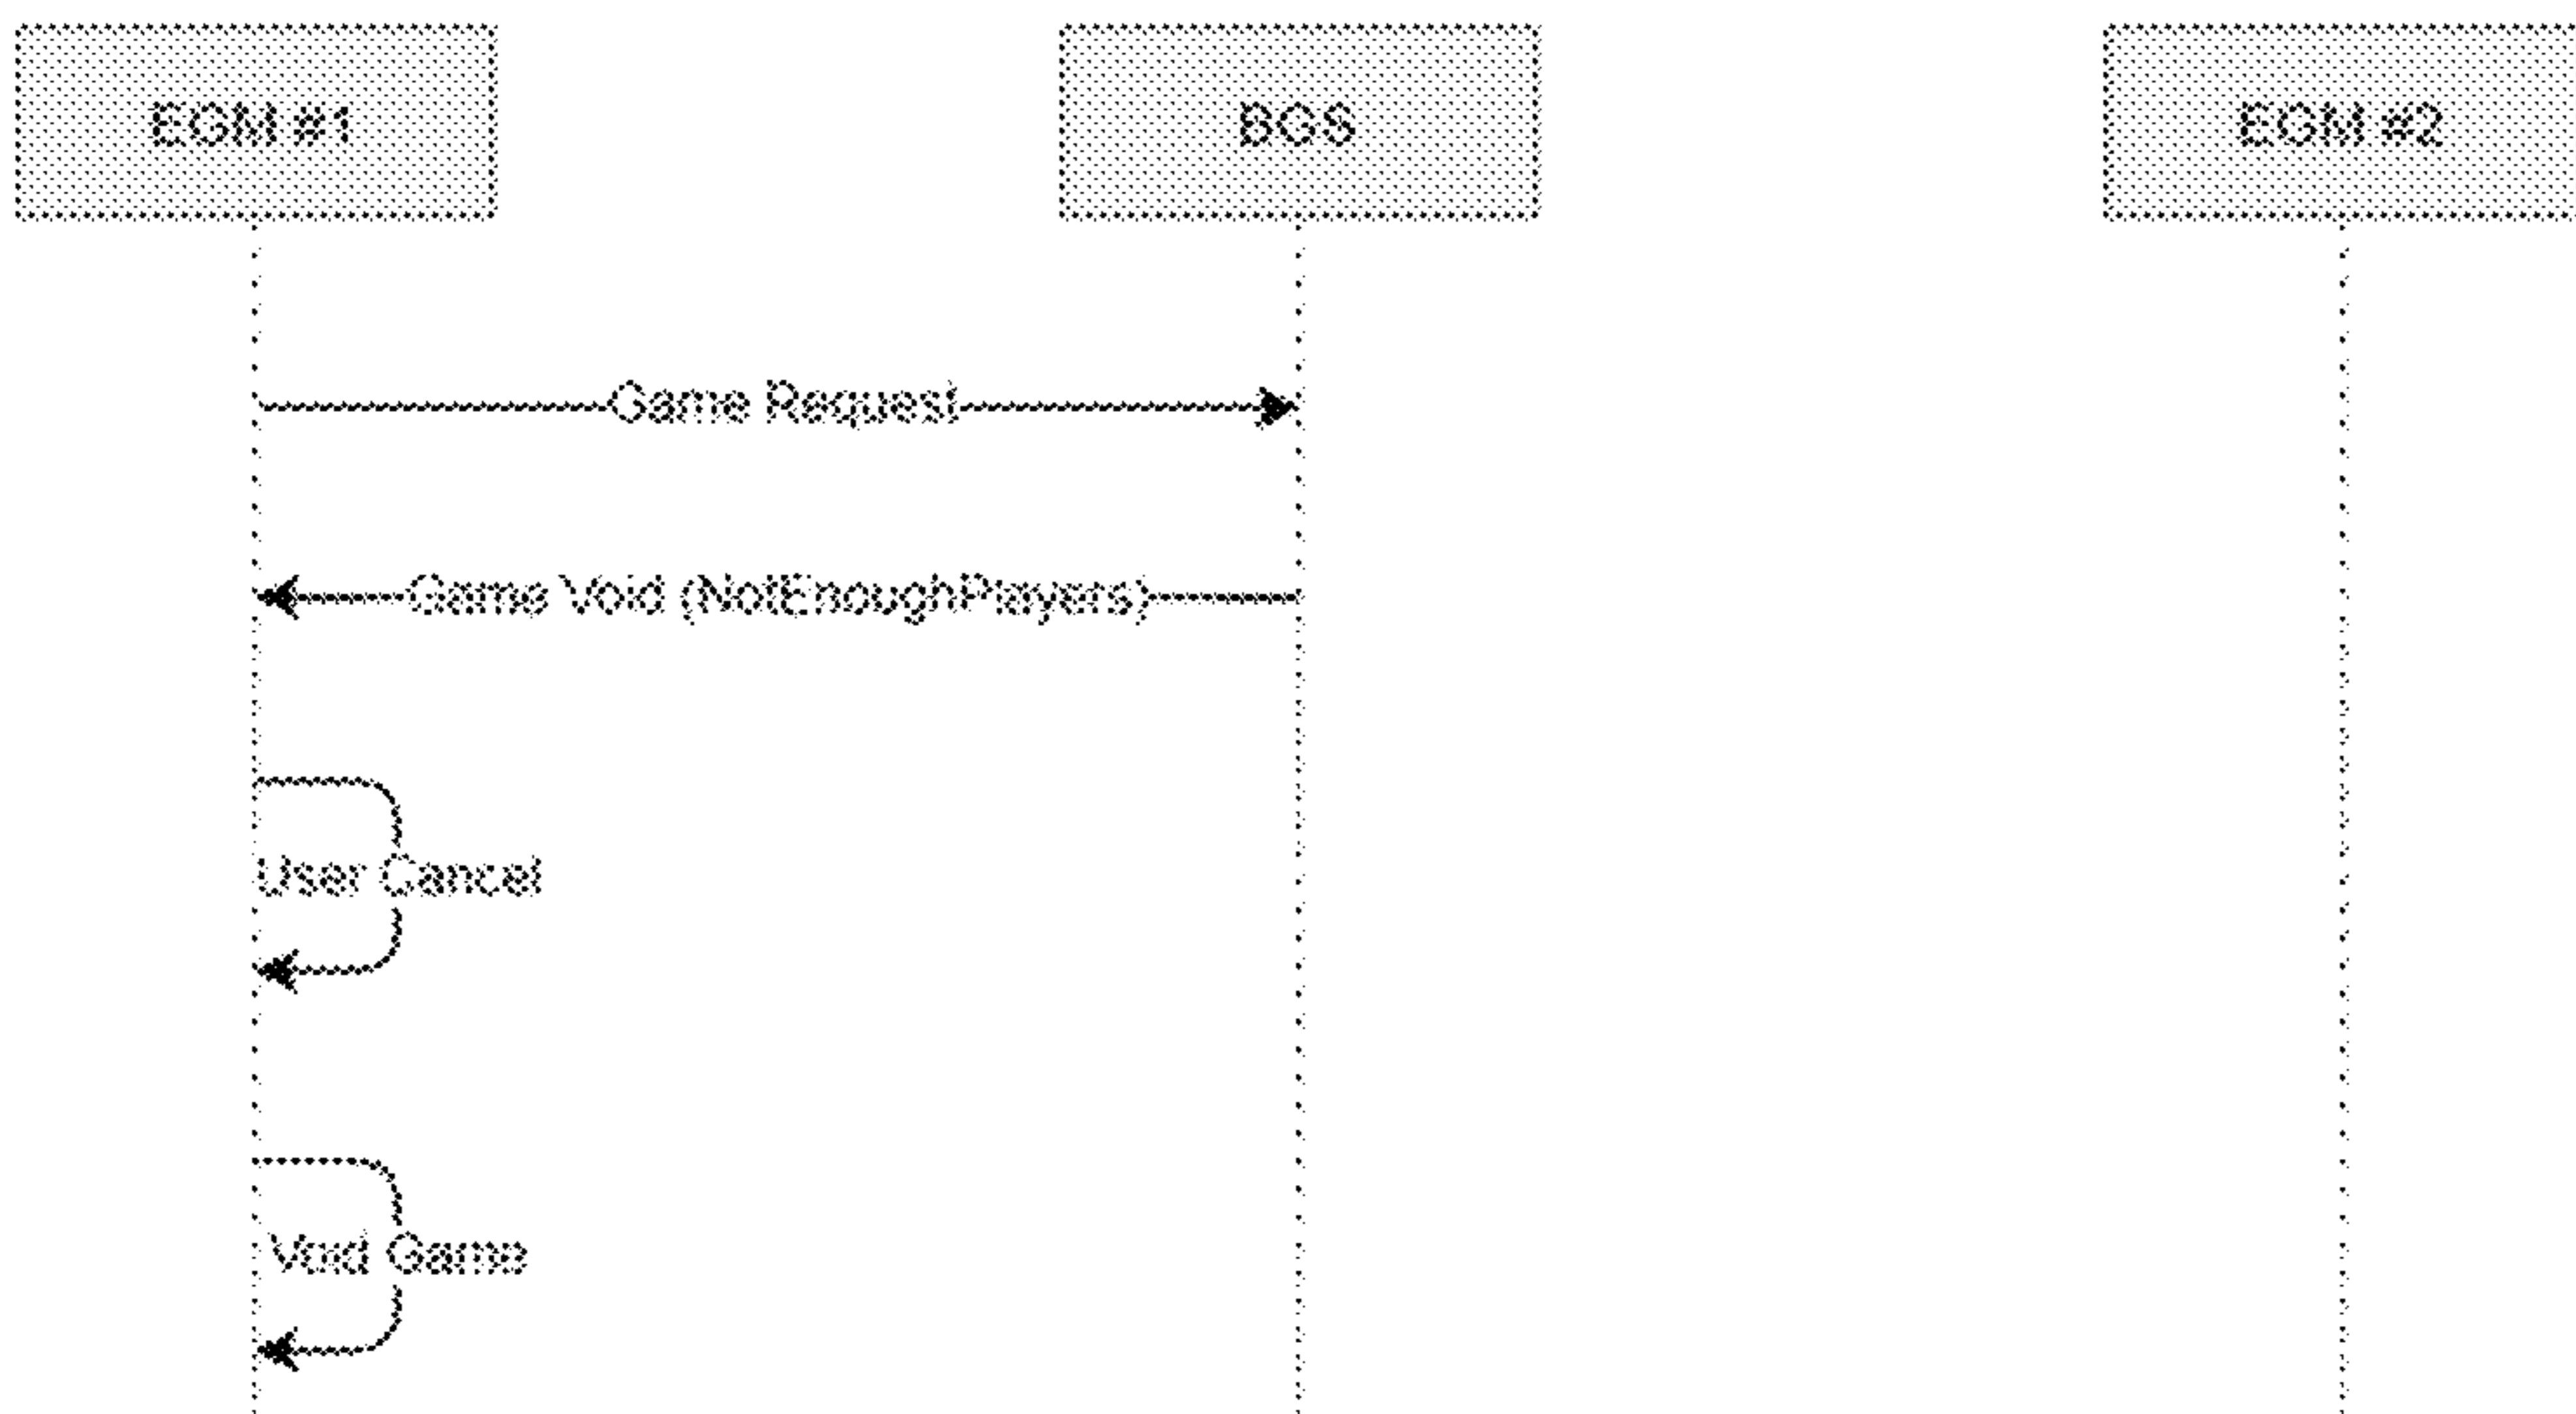 EGM #1
BGS
EGM #2
Game Request
Game Void (NotEnoughPlayers)
User Cancel
Void Game